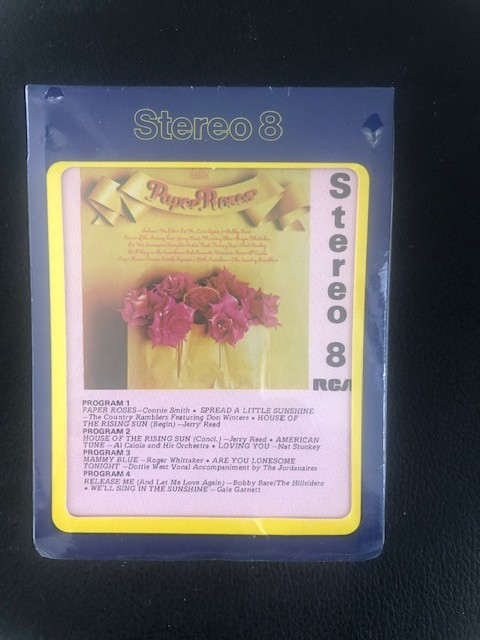 Stereo 8
Paper Roses
Stereo 8
RCA
PROGRAM 1
PAPER ROSES—Connie Smith • SPREAD A LITTLE SUNSHINE
—The Country Ramblers Featuring Don Winters • HOUSE OF
THE RISING SUN (Begin)—Jerry Reed
PROGRAM 2
HOUSE OF THE RISING SUN (Concl.)—Jerry Reed • AMERICAN
TUNE—Al Caiola and His Orchestra • LOVING YOU—Nat Stuckey
PROGRAM 3
MAMMY BLUE—Roger Whittaker • ARE YOU LONESOME
TONIGHT—Dottie West Vocal Accompaniment by The Jordanaires
PROGRAM 4
RELEASE ME (And Let Me Love Again)—Bobby Bare/The Hillsiders
• WE'LL SING IN THE SUNSHINE—Gale Garnett